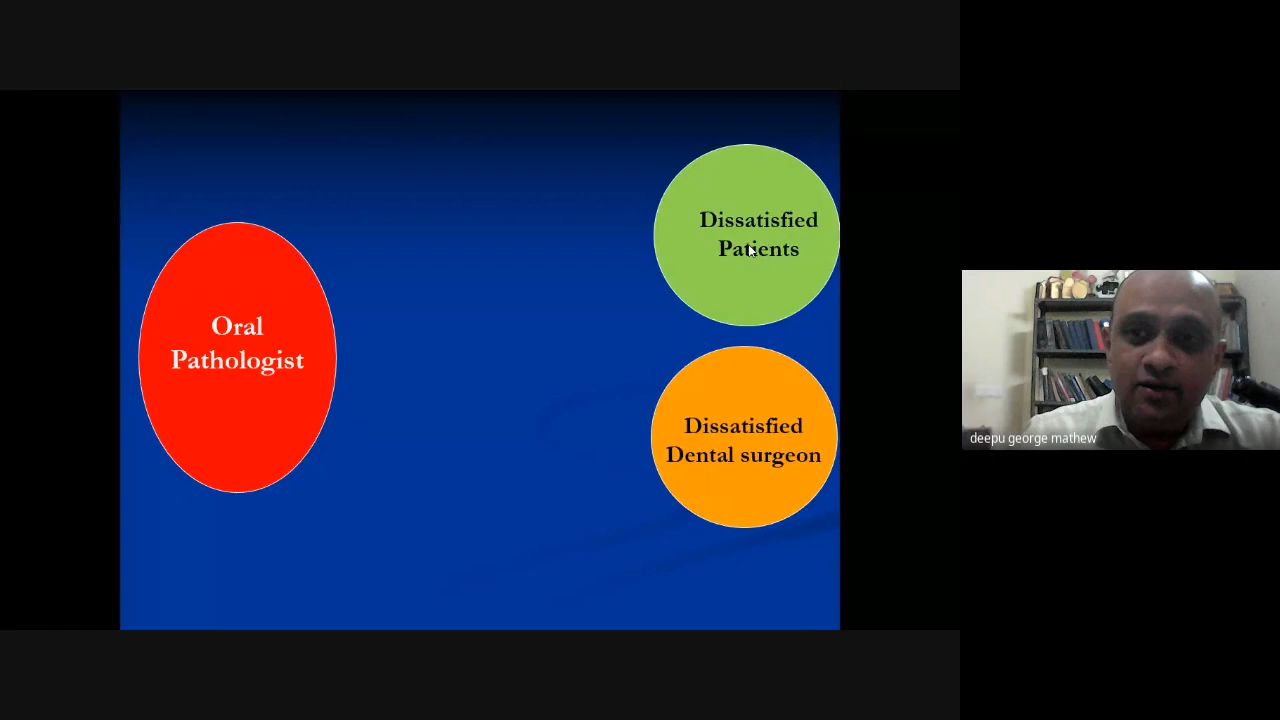 Oral
Pathologist
Dissatisfied
Patients
Dissatisfied
Dental surgeon
deepu george mathew